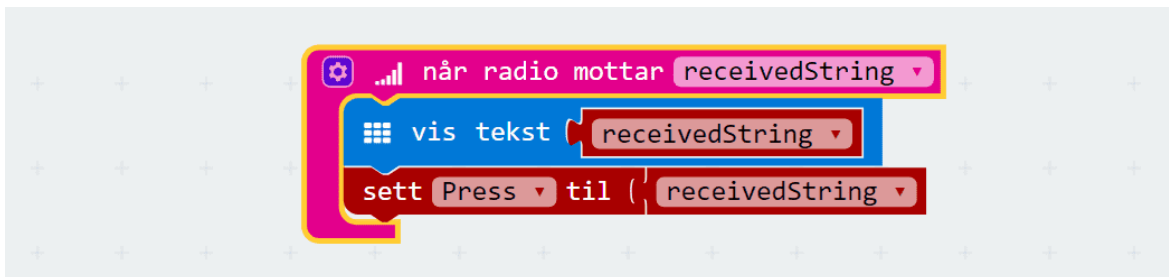 når radio mottar receivedString
vis tekst receivedString
sett Press til receivedString